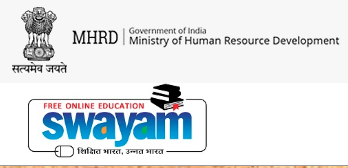 सत्यमेव जयते
MHRD
Government of India
Ministry of Human Resource Development
FREE ONLINE EDUCATION
swayam
शिक्षित भारत, उन्नत भारत